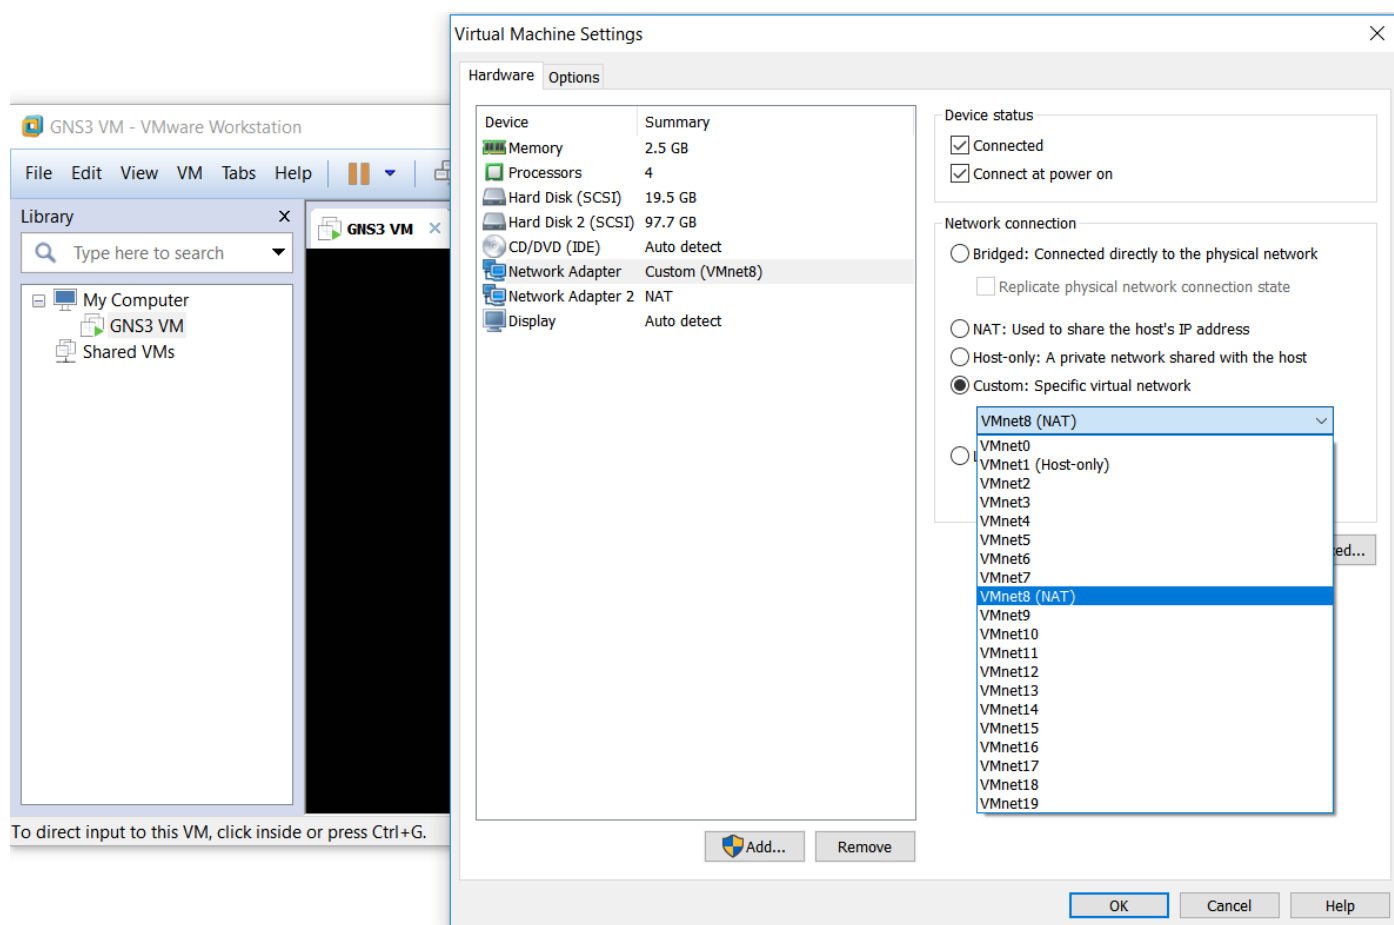 GNS3 VM - VMware Workstation
File Edit View VM Tabs Help
Library X
Type here to search
My Computer
GNS3 VM
Shared VMs
GNS3 VM
To direct input to this VM, click inside or press Ctrl+G.
Virtual Machine Settings
Hardware Options
Device Summary
Memory 2.5 GB
Processors 4
Hard Disk (SCSI) 19.5 GB
Hard Disk 2 (SCSI) 97.7 GB
CD/DVD (IDE) Auto detect
Network Adapter Custom (VMnet8)
Network Adapter 2 NAT
Display Auto detect
Add... Remove
Device status
Connected
Connect at power on
Network connection
Bridged: Connected directly to the physical network
Replicate physical network connection state
NAT: Used to share the host's IP address
Host-only: A private network shared with the host
Custom: Specific virtual network
VMnet8 (NAT)
VMnet0
VMnet1 (Host-only)
VMnet2
VMnet3
VMnet4
VMnet5
VMnet6
VMnet7
VMnet8 (NAT)
VMnet9
VMnet10
VMnet11
VMnet12
VMnet13
VMnet14
VMnet15
VMnet16
VMnet17
VMnet18
VMnet19
OK Cancel Help